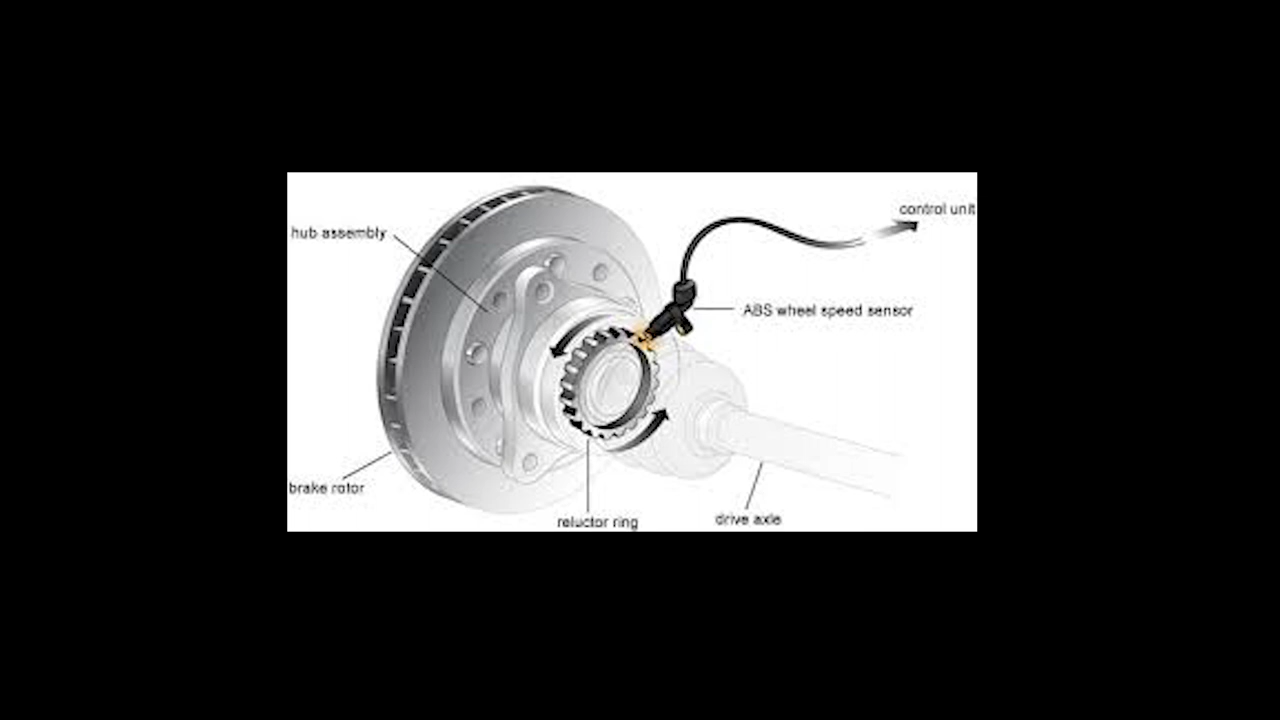 control unit
hub assembly
ABS wheel speed sensor
brake rotor
reluctor ring
drive axle